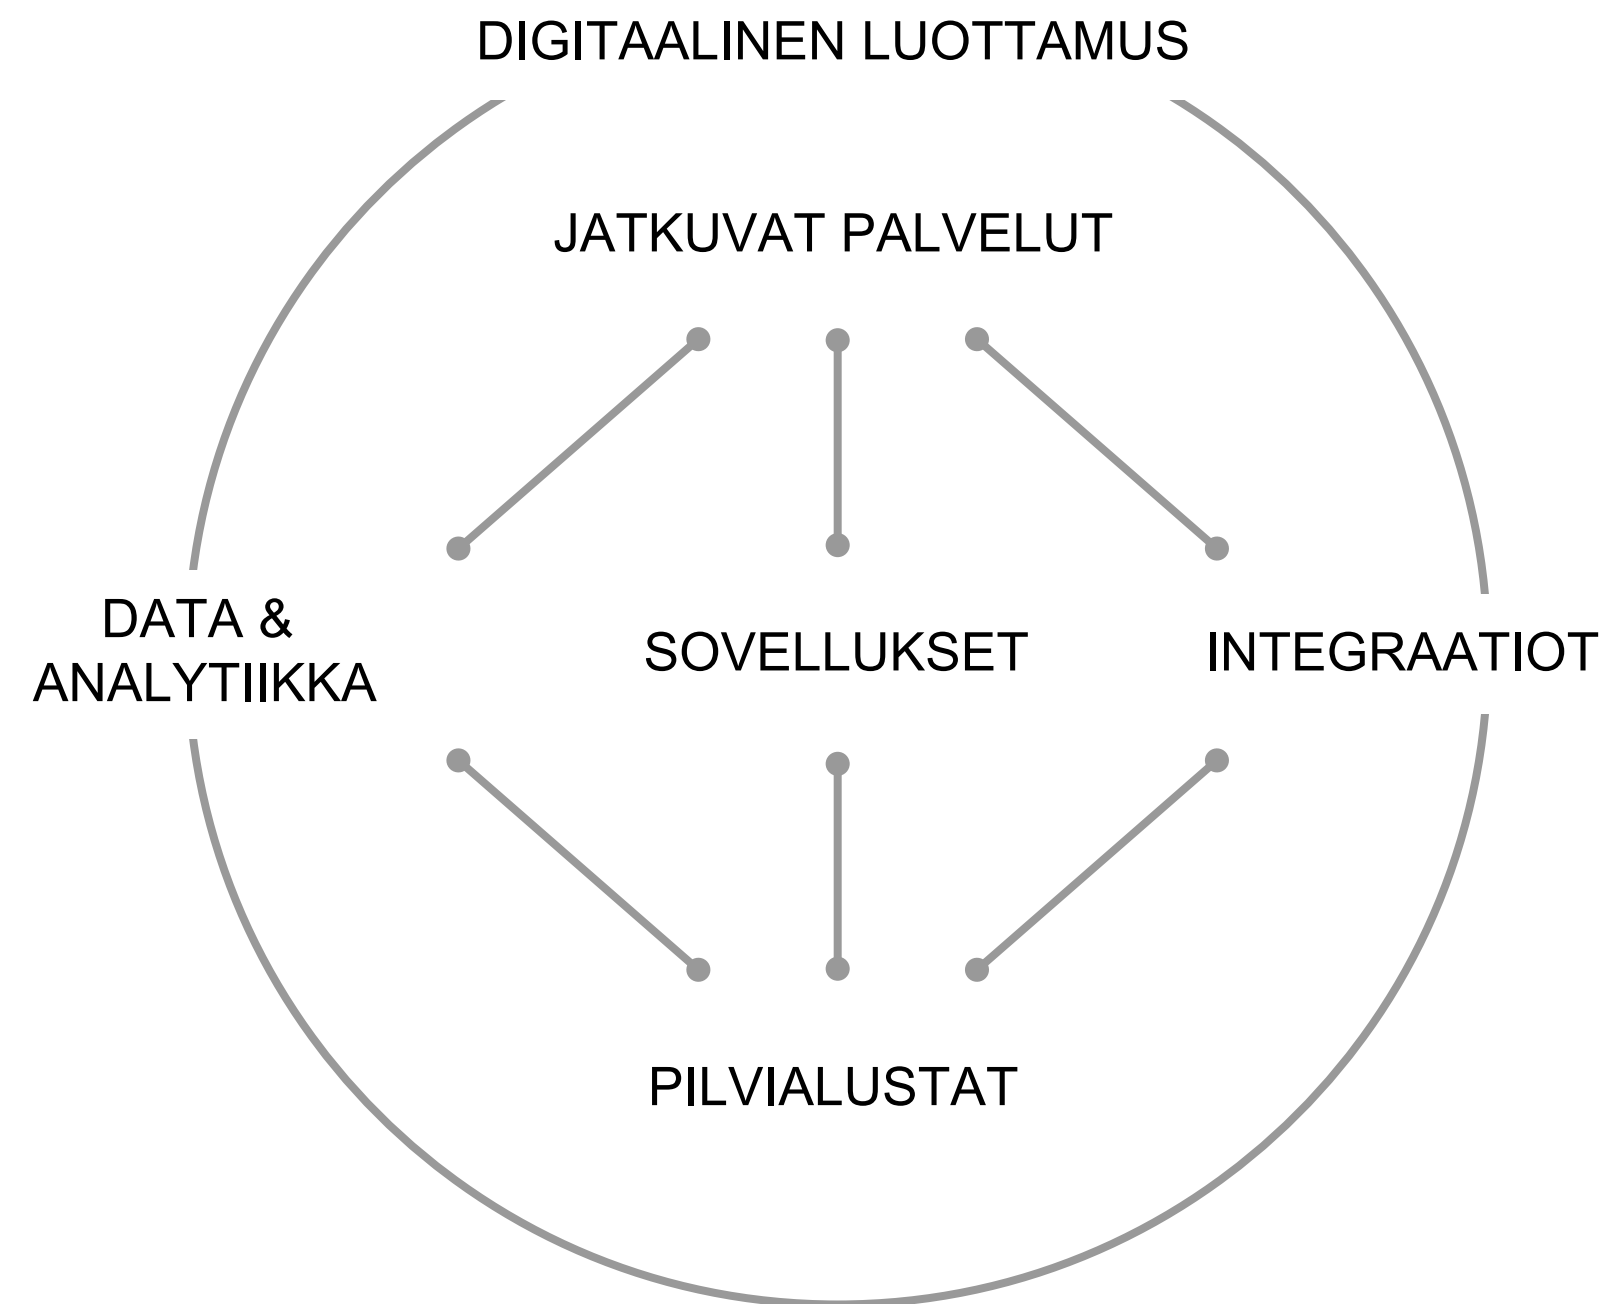 DIGITAALINEN LUOTTAMUS
JATKUVAT PALVELUT
DATA &
ANALYTIIKKA
SOVELLUKSET
INTEGRAATIOT
PILVIALUSTAT